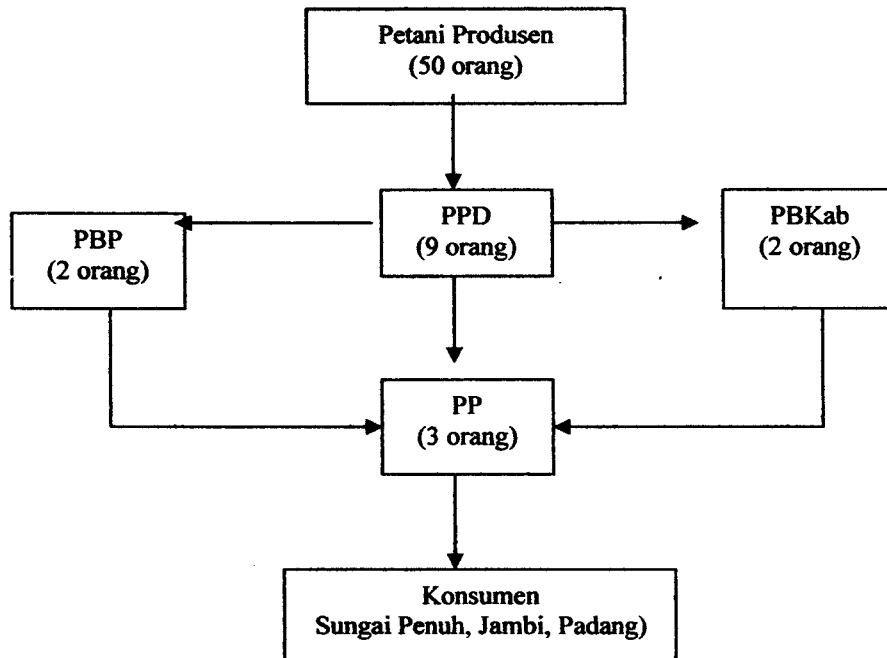 Petani Produsen
(50 orang)
PBP
(2 orang)
PPD
(9 orang)
PBKab
(2 orang)
PP
(3 orang)
Konsumen
Sungai Penuh, Jambi, Padang)